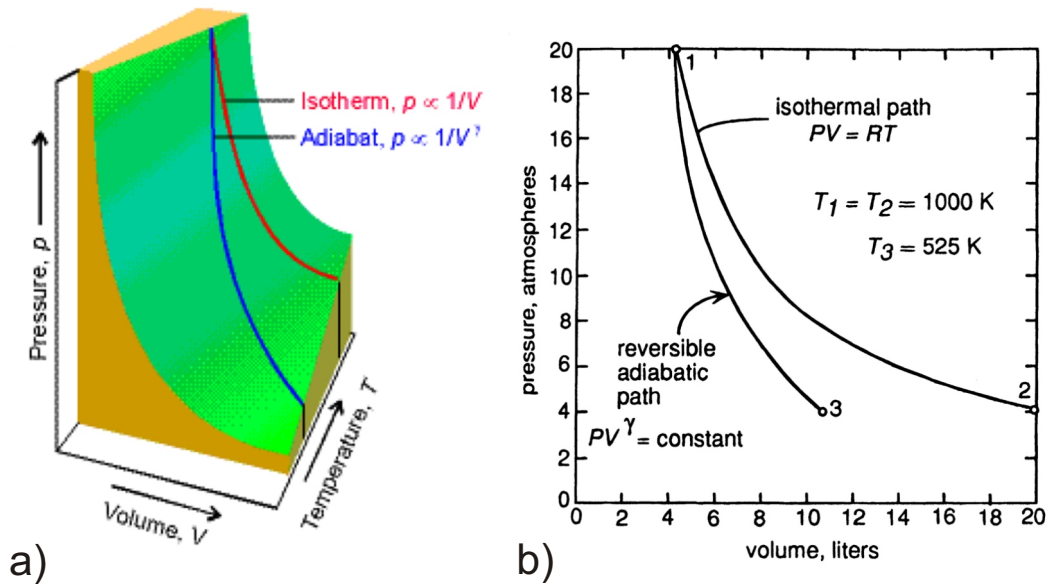 a)
Pressure, p
Isotherm, p ∝ 1/V
Adiabat, p ∝ 1/V^γ
Volume, V
Temperature, T
b)
pressure, atmospheres
20
18
16
14
12
10
8
6
4
2
0
1
isothermal path
PV = RT
T1 = T2 = 1000 K
T3 = 525 K
reversible
adiabatic
path
PV^γ = constant
3
2
0 2 4 6 8 10 12 14 16 18 20
volume, liters